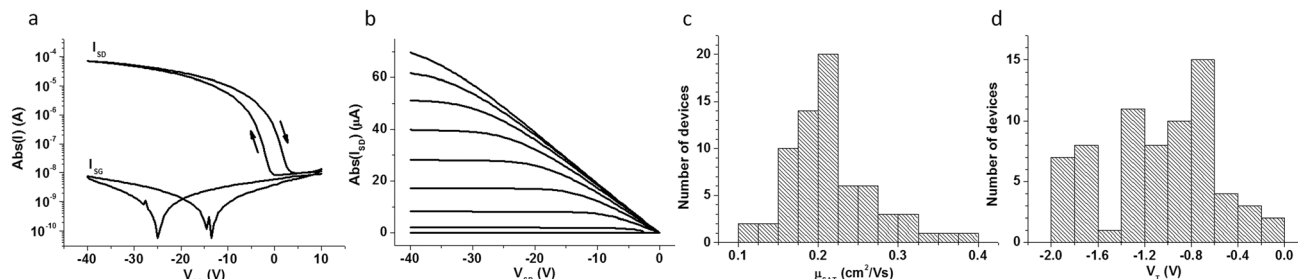 a
I_SD
I_SG
Abs(I) (A)
10^-4
10^-5
10^-6
10^-7
10^-8
10^-9
10^-10
-40 -30 -20 -10 0 10
(V)
b
Abs(I_SD) (µA)
60
40
20
0
-40 -30 -20 -10 0
V_SD (V)
c
Number of devices
20
15
10
5
0
0.1 0.2 0.3 0.4
µ_SAT (cm²/Vs)
d
Number of devices
15
10
5
0
-2.0 -1.6 -1.2 -0.8 -0.4 0.0
V_T (V)